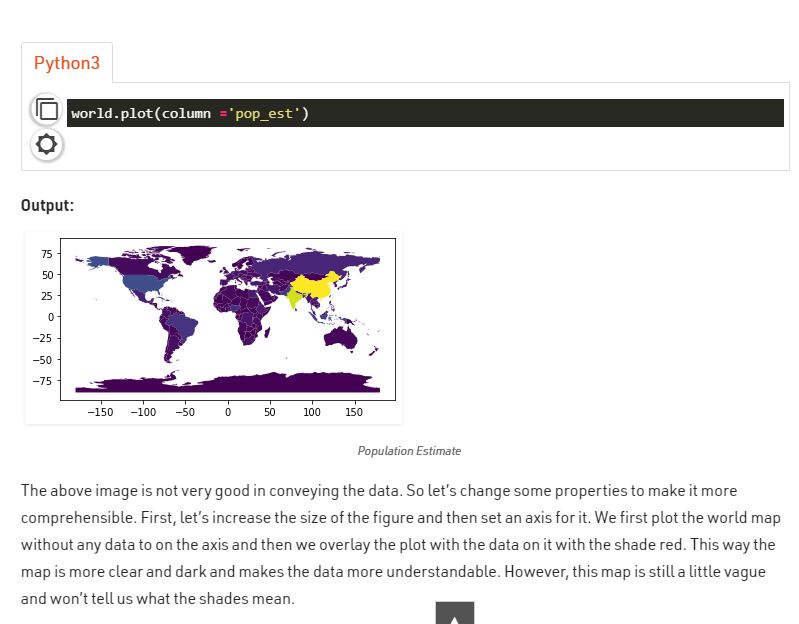 Python3
world.plot(column ='pop_est')
Output:
75
50
25
0
−25
−50
−75
−150 −100 −50 0 50 100 150
Population Estimate
The above image is not very good in conveying the data. So let's change some properties to make it more
comprehensible. First, let's increase the size of the figure and then set an axis for it. We first plot the world map
without any data to on the axis and then we overlay the plot with the data on it with the shade red. This way the
map is more clear and dark and makes the data more understandable. However, this map is still a little vague
and won't tell us what the shades mean.